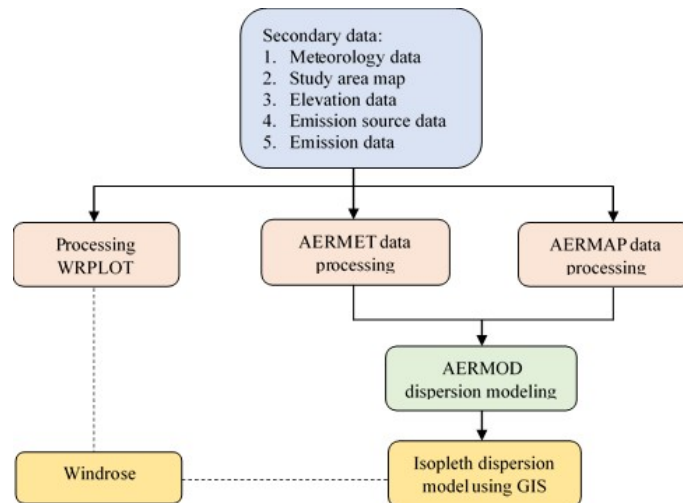 Secondary data:
1. Meteorology data
2. Study area map
3. Elevation data
4. Emission source data
5. Emission data
Processing
WRPLOT
AERMET data
processing
AERMAP data
processing
AERMOD
dispersion modeling
Windrose
Isopleth dispersion
model using GIS